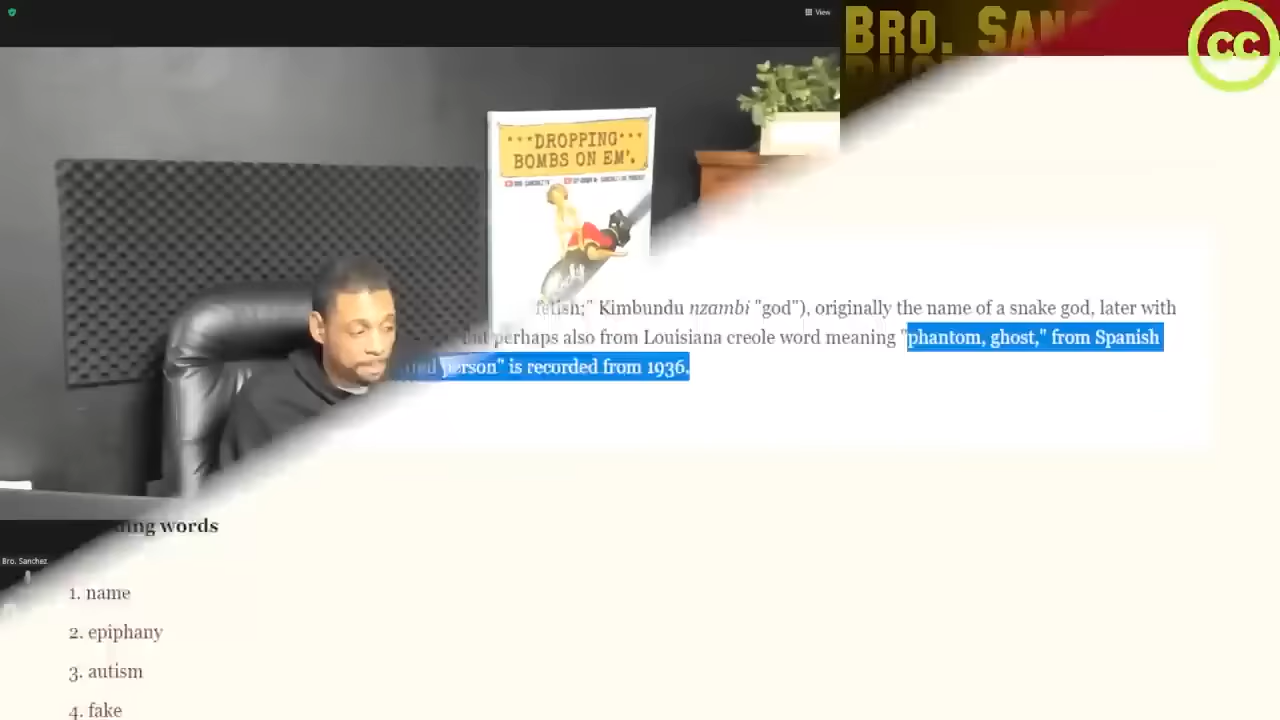 View
BRO. SAN
CC
***DROPPING***
BOMBS ON EM'.
fetish;" Kimbundu nzambi "god"), originally the name of a snake god, later with
but perhaps also from Louisiana creole word meaning "phantom, ghost," from Spanish
person" is recorded from 1936.
ding words
Bro. Sanchez
1. name
2. epiphany
3. autism
4. fake